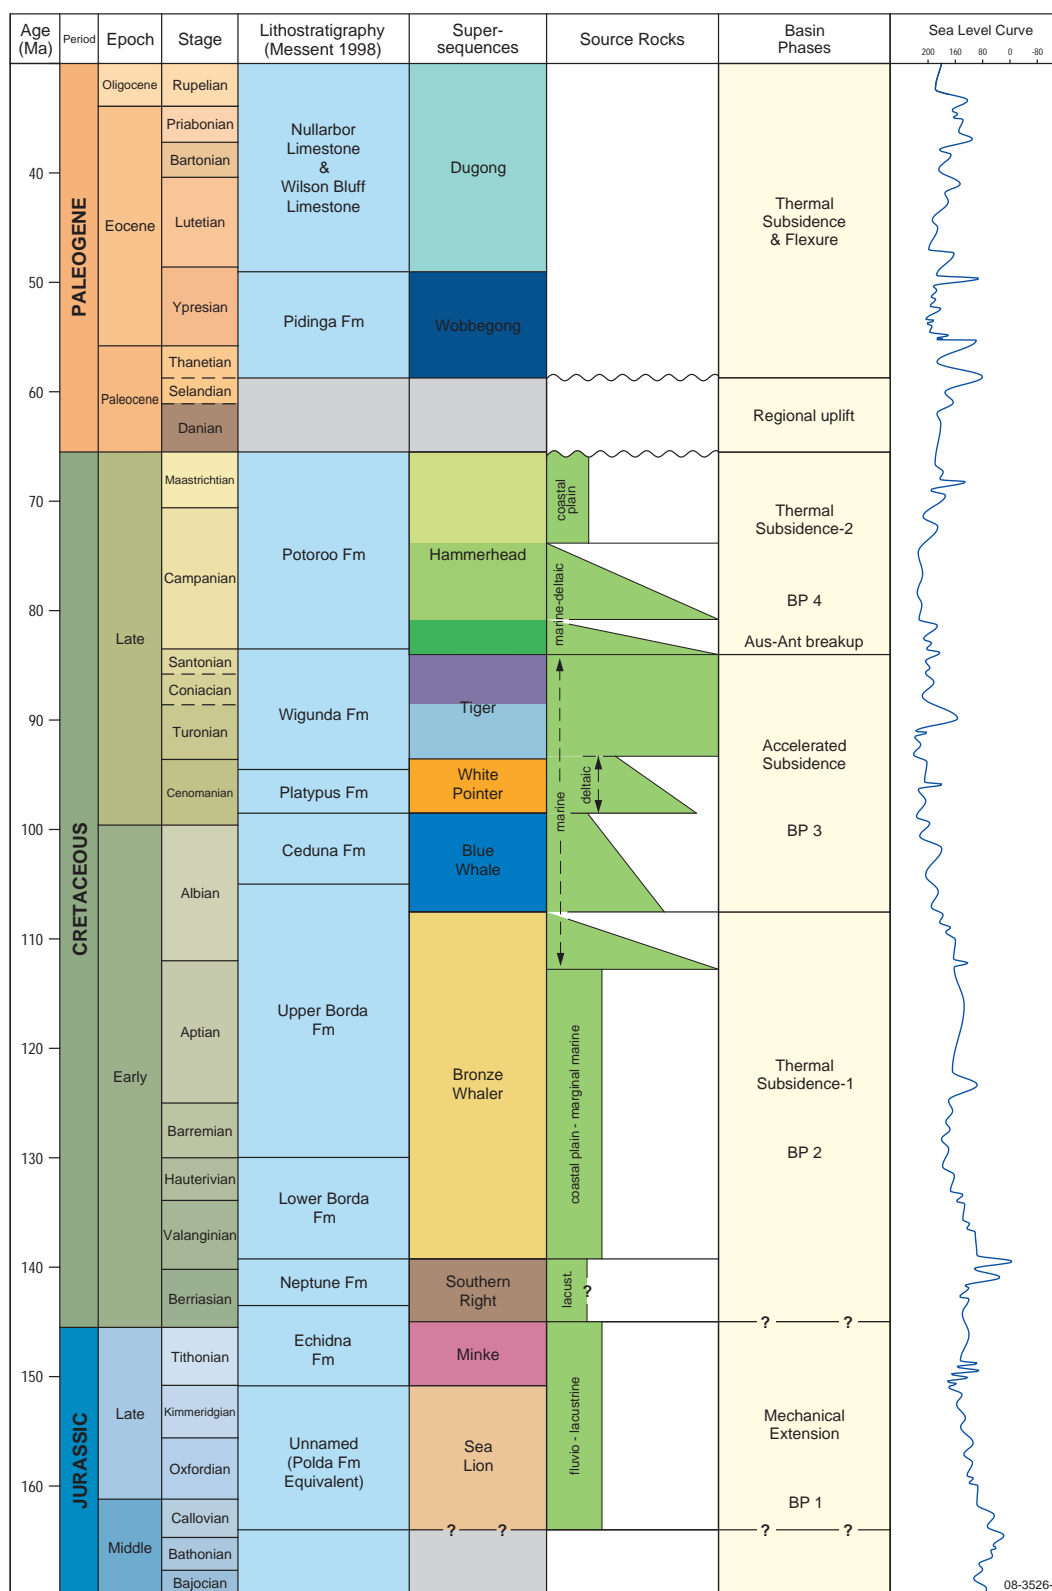 Age
(Ma)
Period
Epoch
Stage
Lithostratigraphy
(Messent 1998)
Super-
sequences
Source Rocks
Basin
Phases
Sea Level Curve
200 160 80 0 -80
40
50
60
70
80
90
100
110
120
130
140
150
160
PALEOGENE
CRETACEOUS
JURASSIC
Oligocene
Eocene
Paleocene
Late
Early
Late
Middle
Rupelian
Priabonian
Bartonian
Lutetian
Ypresian
Thanetian
Selandian
Danian
Maastrichtian
Campanian
Santonian
Coniacian
Turonian
Cenomanian
Albian
Aptian
Barremian
Hauterivian
Valanginian
Berriasian
Tithonian
Kimmeridgian
Oxfordian
Callovian
Bathonian
Bajocian
Nullarbor
Limestone
&
Wilson Bluff
Limestone
Pidinga Fm
Potoroo Fm
Wigunda Fm
Platypus Fm
Ceduna Fm
Upper Borda
Fm
Lower Borda
Fm
Neptune Fm
Echidna
Fm
Unnamed
(Polda Fm
Equivalent)
Dugong
Wobbegong
Hammerhead
Tiger
White
Pointer
Blue
Whale
Bronze
Whaler
Southern
Right
Minke
Sea
Lion
? ?
coastal
plain
marine-deltaic
marine
deltaic
coastal plain - marginal marine
lacust.
?
fluvio - lacustrine
Thermal
Subsidence
& Flexure
Regional uplift
Thermal
Subsidence-2
BP 4
Aus-Ant breakup
Accelerated
Subsidence
BP 3
Thermal
Subsidence-1
BP 2
? ?
Mechanical
Extension
BP 1
? ?
08-3526-